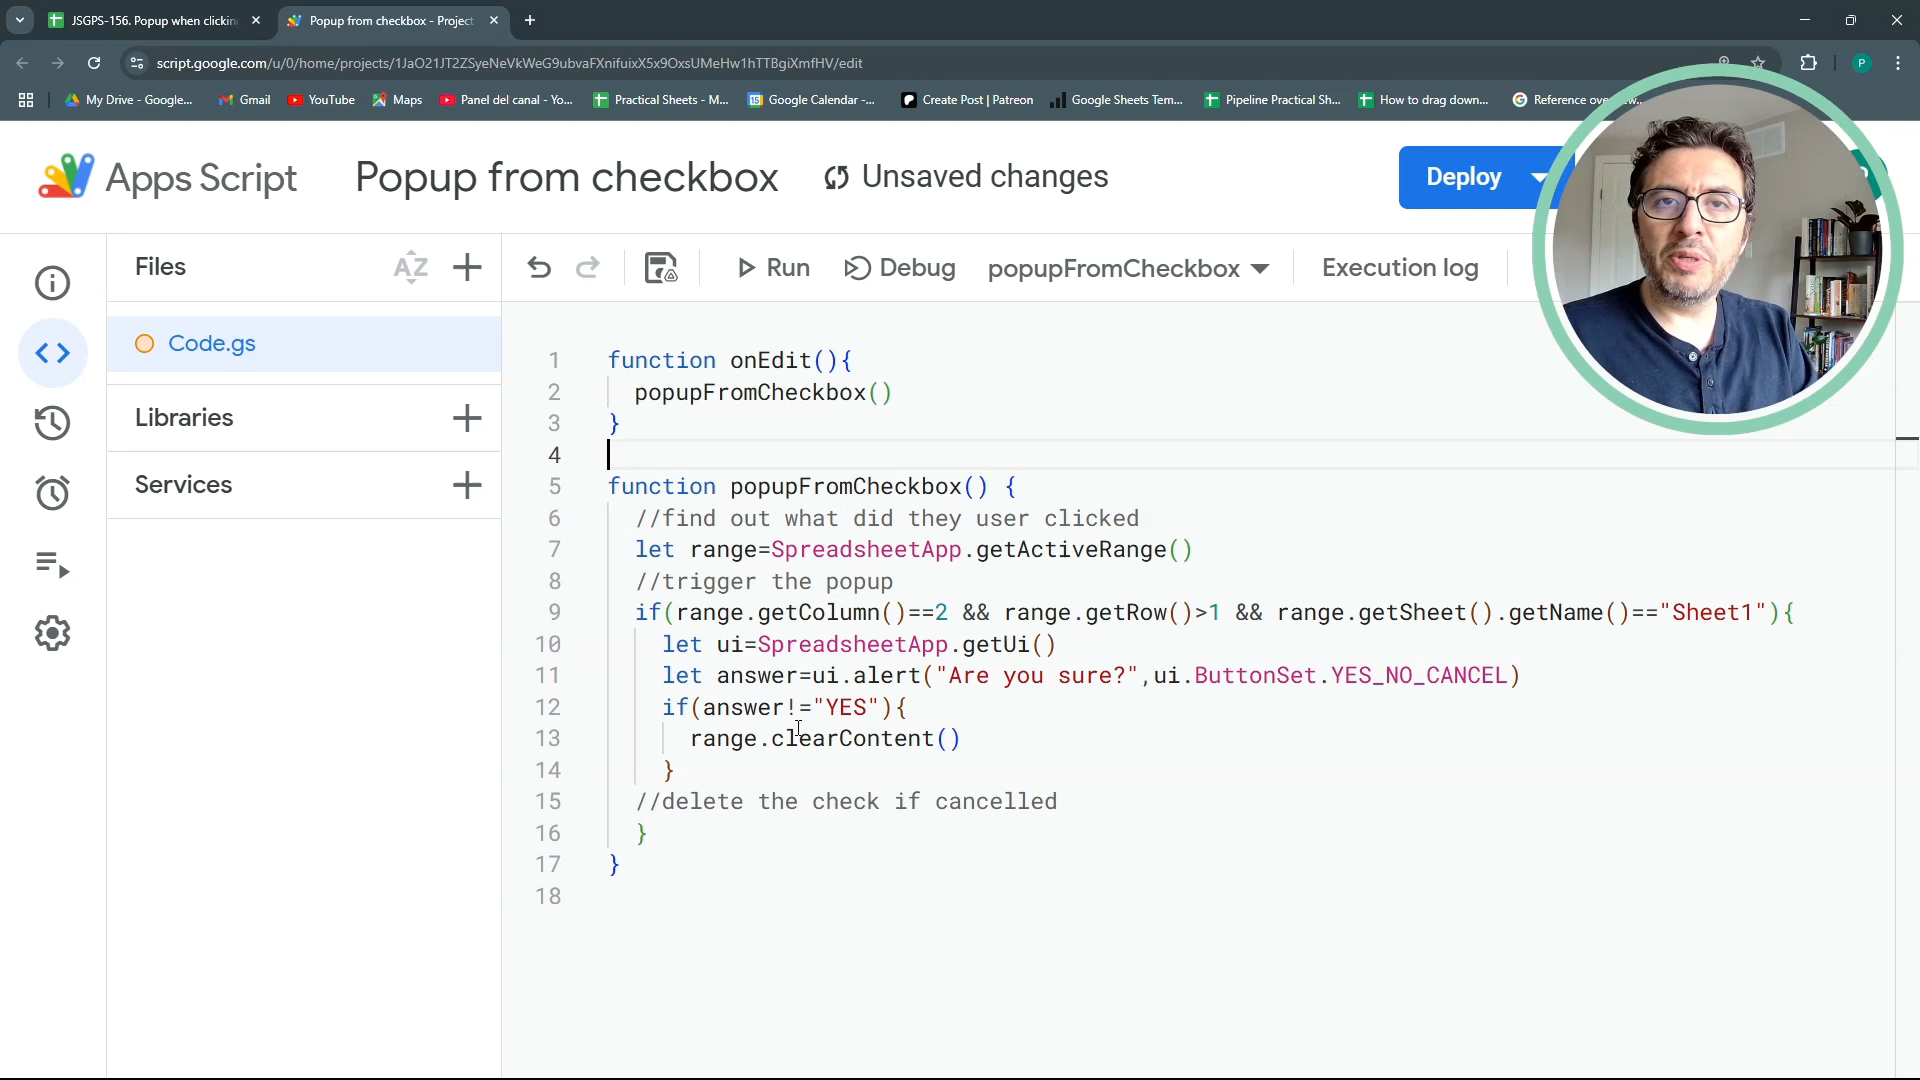 JSGPS-156. Popup when clickin
Popup from checkbox - Project
script.google.com/u/0/home/projects/1JaO21JT2ZSyeNeVkWeG9ubvaFXnifuixX5x9OxsUMeHw1hTTBgiXmfHV/edit
P
My Drive - Google...
Gmail
YouTube
Maps
Panel del canal - Yo...
Practical Sheets - M...
Google Calendar -...
Create Post | Patreon
Google Sheets Tem...
Pipeline Practical Sh...
How to drag down...
Reference
Apps Script
Popup from checkbox
Unsaved changes
Deploy
Files
AZ
Run
Debug
popupFromCheckbox
Execution log
Code.gs
Libraries
Services
1 function onEdit(){
2 popupFromCheckbox()
3 }
4
5 function popupFromCheckbox() {
6 //find out what did they user clicked
7 let range=SpreadsheetApp.getActiveRange()
8 //trigger the popup
9 if(range.getColumn()==2 && range.getRow()>1 && range.getSheet().getName()=="Sheet1"){
10 let ui=SpreadsheetApp.getUi()
11 let answer=ui.alert("Are you sure?",ui.ButtonSet.YES_NO_CANCEL)
12 if(answer!="YES"){
13 range.clearContent()
14 }
15 //delete the check if cancelled
16 }
17 }
18